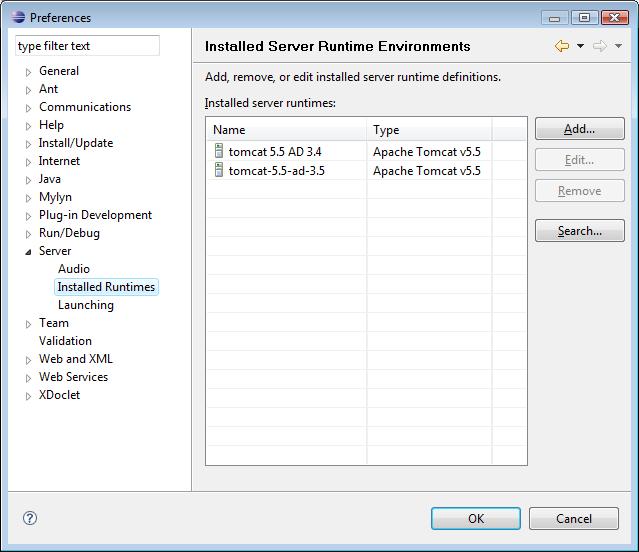 Preferences
type filter text
General
Ant
Communications
Help
Install/Update
Internet
Java
Mylyn
Plug-in Development
Run/Debug
Server
Audio
Installed Runtimes
Launching
Team
Validation
Web and XML
Web Services
XDoclet
Installed Server Runtime Environments
Add, remove, or edit installed server runtime definitions.
Installed server runtimes:
Name Type
tomcat 5.5 AD 3.4 Apache Tomcat v5.5
tomcat-5.5-ad-3.5 Apache Tomcat v5.5
Add...
Edit...
Remove
Search...
?
OK Cancel